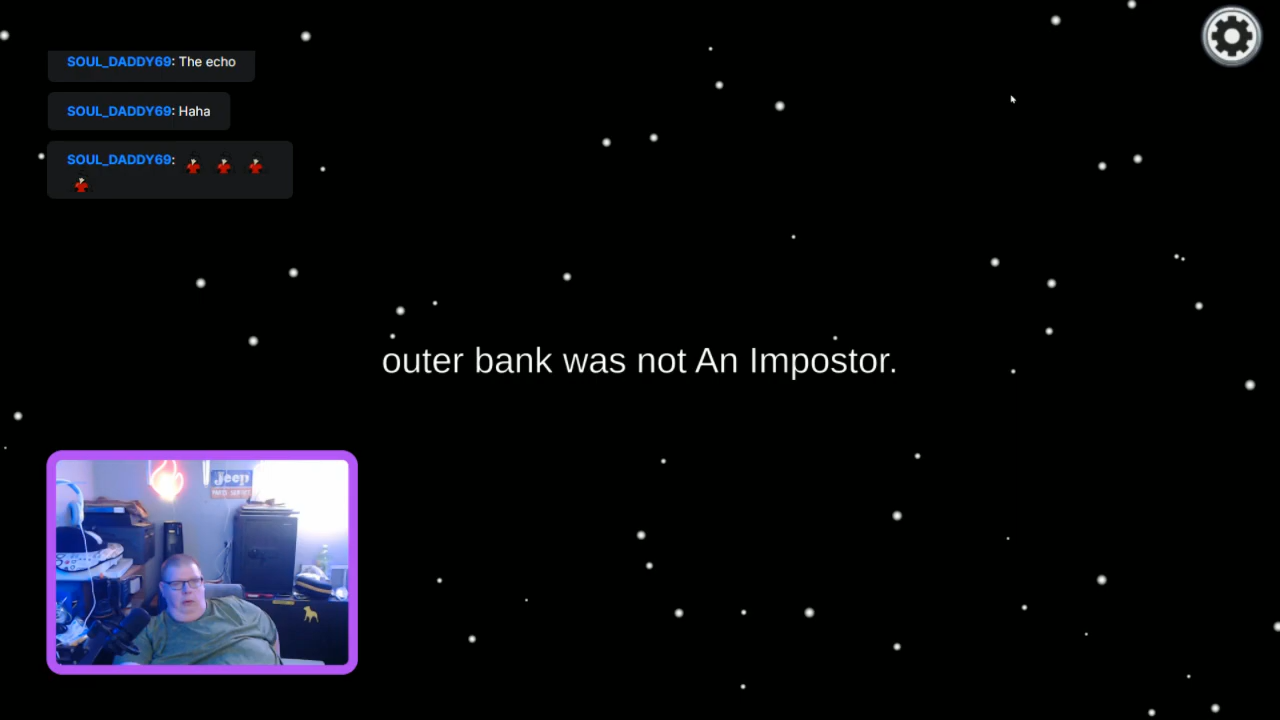 SOUL_DADDY69: The echo
SOUL_DADDY69: Haha
SOUL_DADDY69:
outer bank was not An Impostor.
Jeep